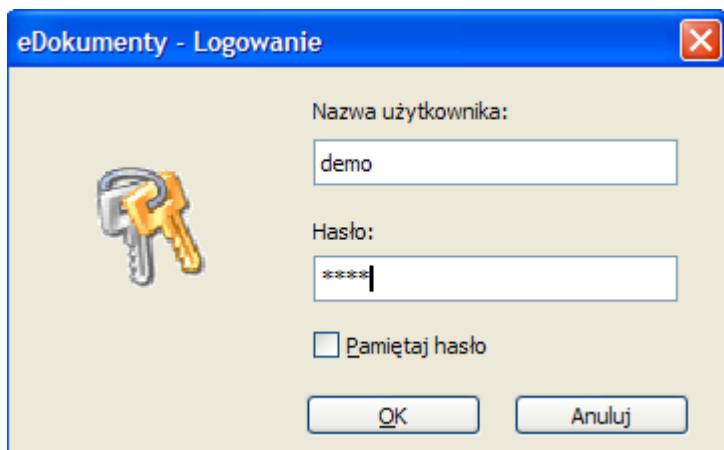 eDokumenty - Logowanie
Nazwa użytkownika:
demo
Hasło:
****
Pamiętaj hasło
OK Anuluj